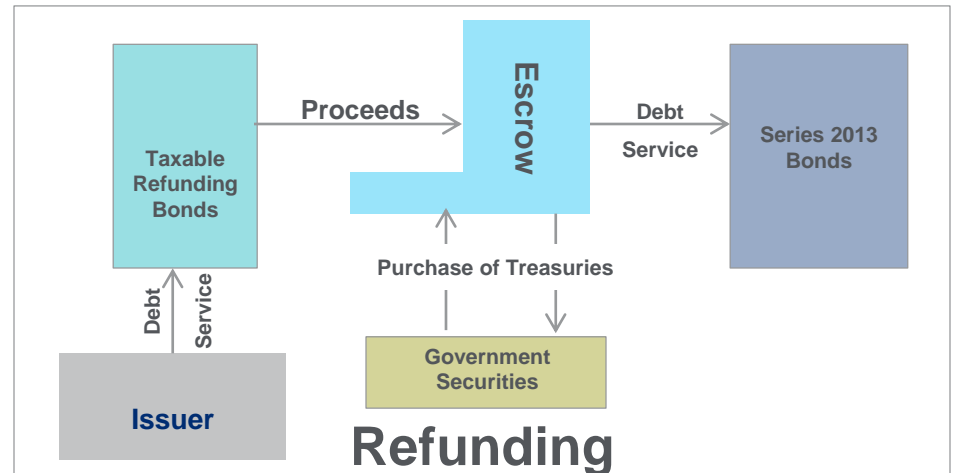 Taxable
Refunding
Bonds
Proceeds
Escrow
Debt
Service
Series 2013
Bonds
Purchase of Treasuries
Debt
Service
Government
Securities
Issuer
Refunding